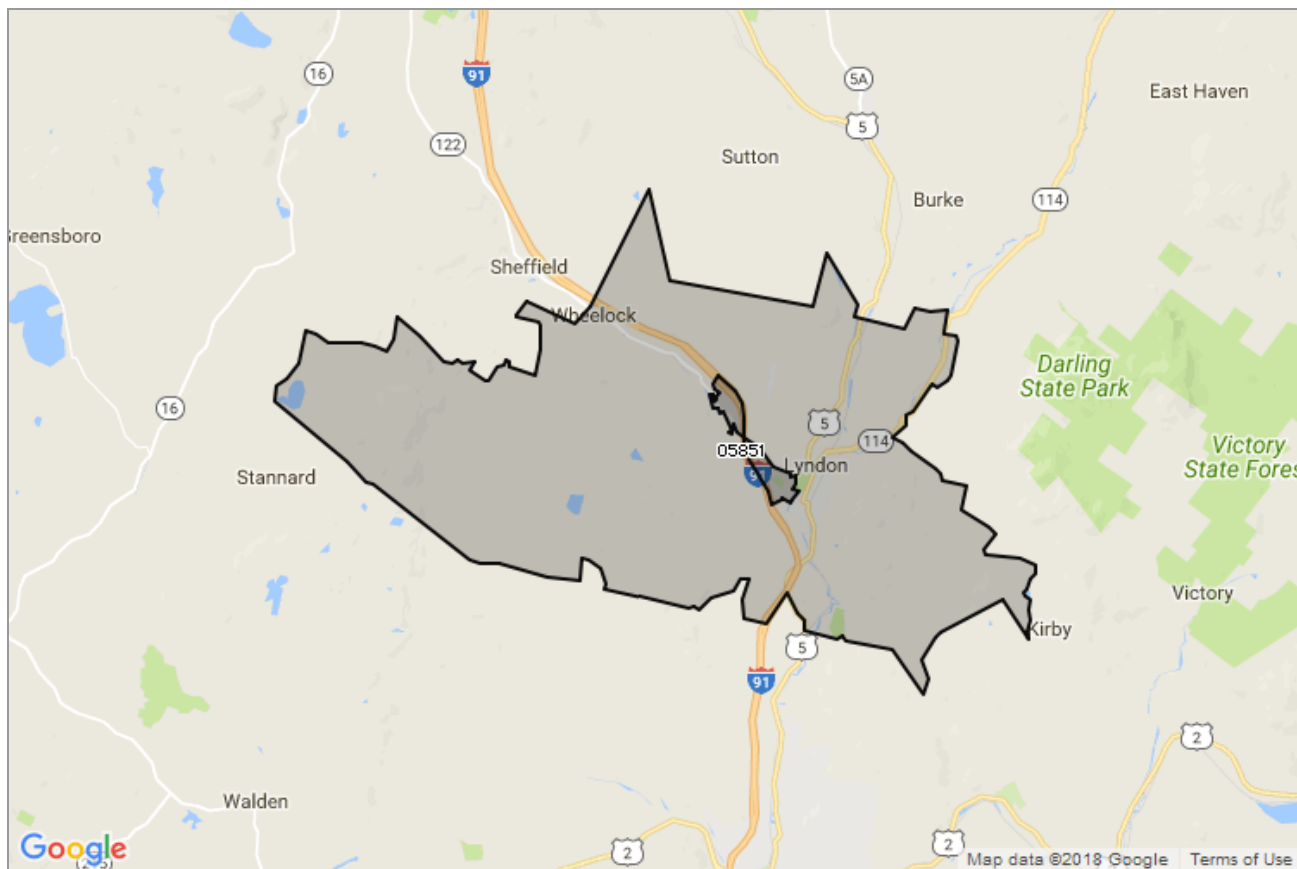 91
16
5A
East Haven
5
122
Sutton
Burke
114
Greensboro
Sheffield
Wheelock
Darling
State Park
16
5
114
Victory
State Fores
05851
Lyndon
91
Stannard
Victory
Kirby
5
91
2
Walden
2
2
Google
Map data ©2018 Google
Terms of Use